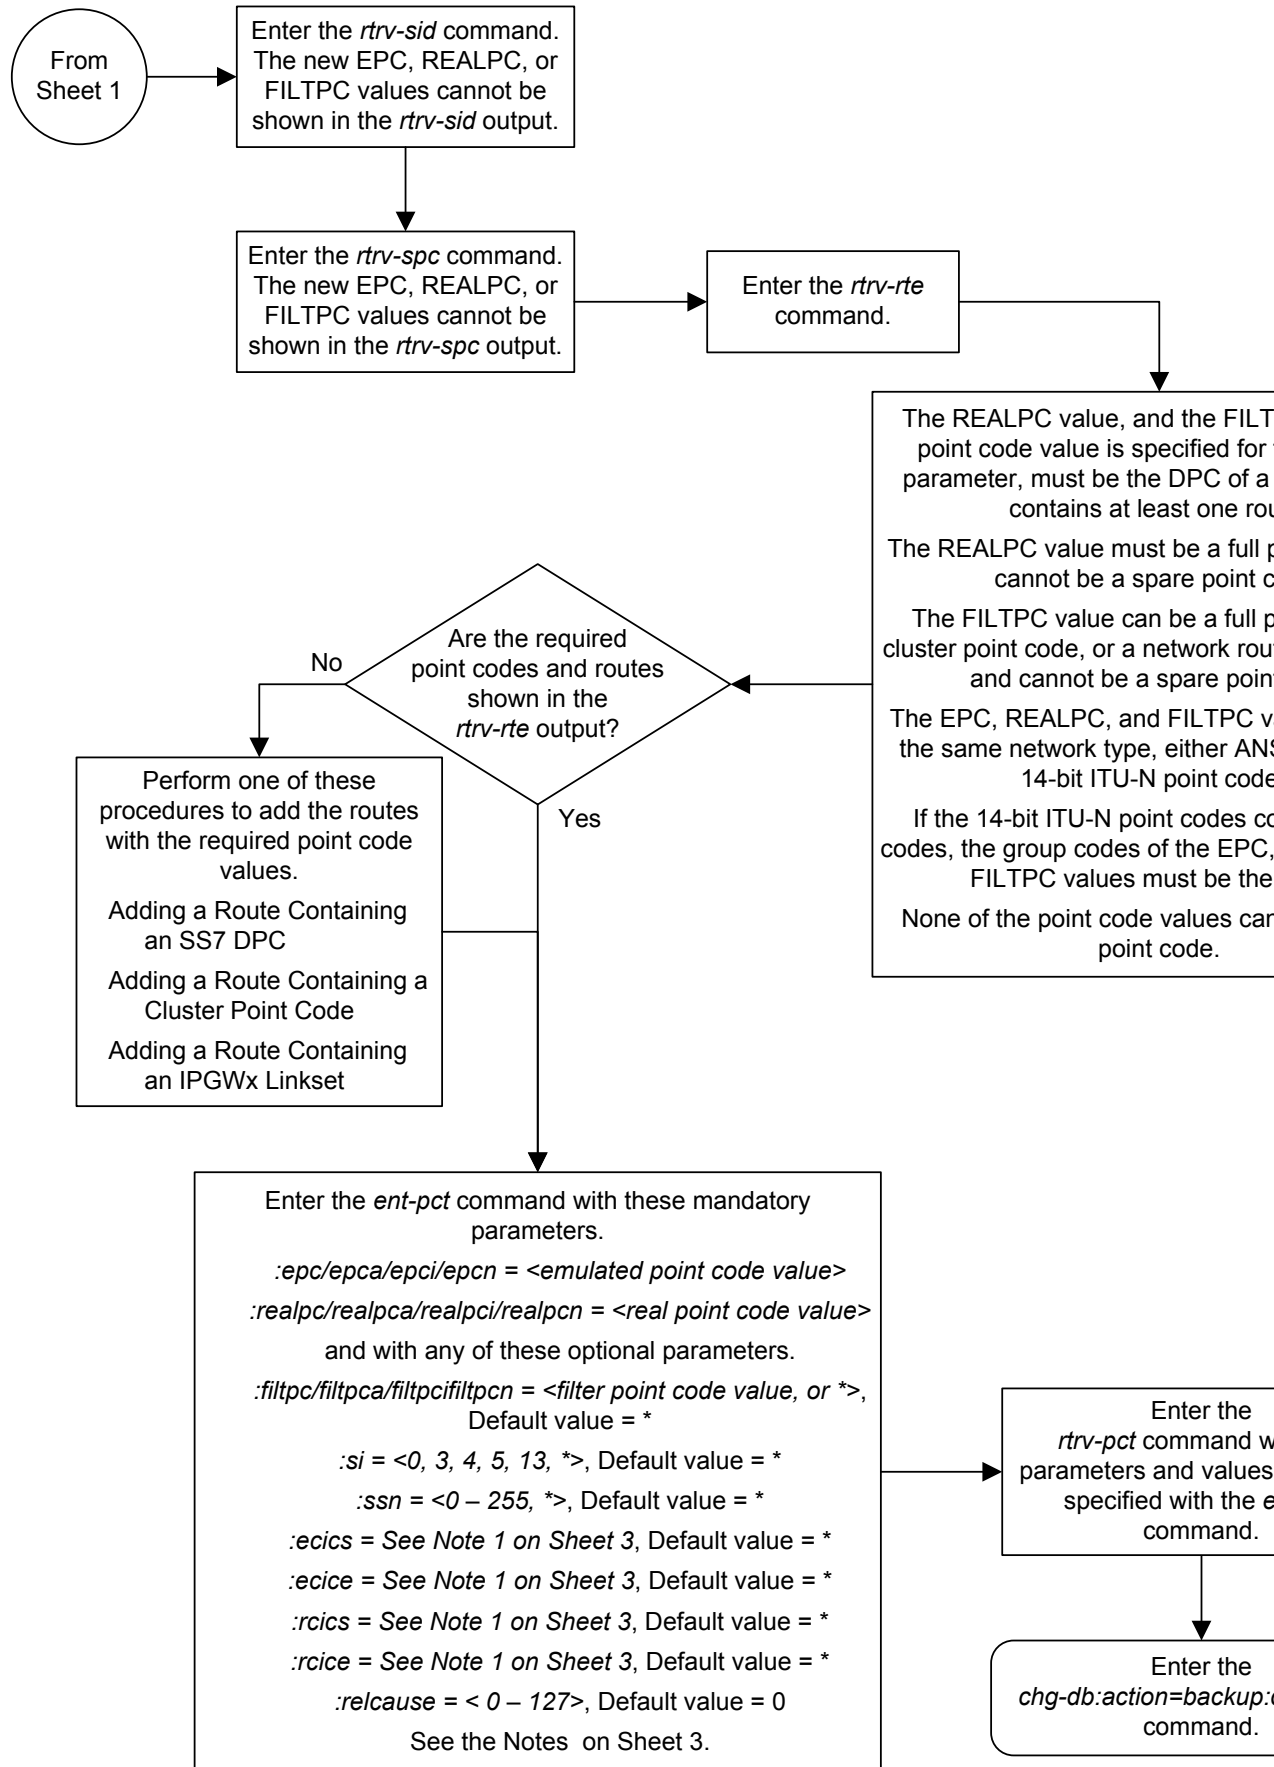 From
Sheet 1
Enter the rtrv-sid command.
The new EPC, REALPC, or
FILTPC values cannot be
shown in the rtrv-sid output.
Enter the rtrv-spc command.
The new EPC, REALPC, or
FILTPC values cannot be
shown in the rtrv-spc output.
Enter the rtrv-rte
command.
The REALPC value, and the FILT
point code value is specified for
parameter, must be the DPC of a
contains at least one rou
The REALPC value must be a full p
cannot be a spare point c
The FILTPC value can be a full p
cluster point code, or a network rou
and cannot be a spare poin
The EPC, REALPC, and FILTPC va
the same network type, either ANS
14-bit ITU-N point code
If the 14-bit ITU-N point codes co
codes, the group codes of the EPC,
FILTPC values must be the
None of the point code values can
point code.
Are the required
point codes and routes
shown in the
rtrv-rte output?
No
Yes
Perform one of these
procedures to add the routes
with the required point code
values.
Adding a Route Containing
an SS7 DPC
Adding a Route Containing a
Cluster Point Code
Adding a Route Containing
an IPGWx Linkset
Enter the ent-pct command with these mandatory
parameters.
:epc/epca/epci/epcn = <emulated point code value>
:realpc/realpca/realpci/realpcn = <real point code value>
and with any of these optional parameters.
:filtpc/filtpca/filtpcifiltpcn = <filter point code value, or *>,
Default value = *
:si = <0, 3, 4, 5, 13, *>, Default value = *
:ssn = <0 – 255, *>, Default value = *
:ecics = See Note 1 on Sheet 3, Default value = *
:ecice = See Note 1 on Sheet 3, Default value = *
:rcics = See Note 1 on Sheet 3, Default value = *
:rcice = See Note 1 on Sheet 3, Default value = *
:relcause = < 0 – 127>, Default value = 0
See the Notes on Sheet 3.
Enter the
rtrv-pct command w
parameters and values
specified with the e
command.
Enter the
chg-db:action=backup:
command.